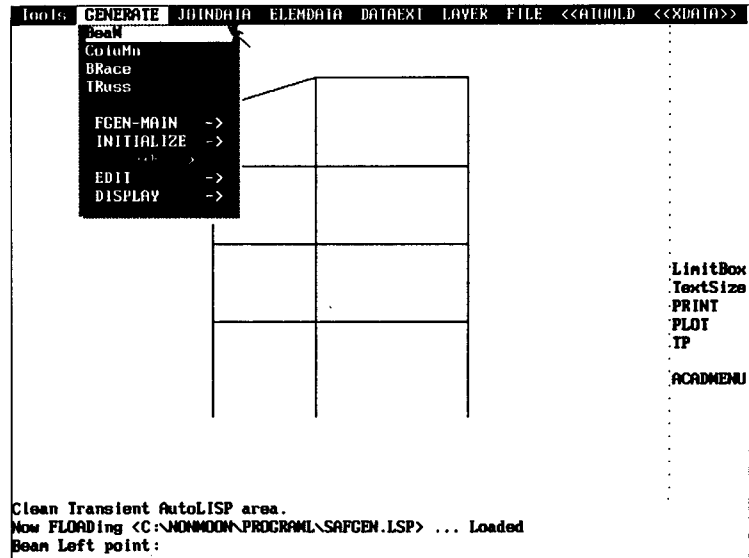 Tools GENERATE JOINDATA ELEMDATA DATAEXT LAYER FILE <<ATOOLD <<XDATA>>
BeaM
ColuMn
BRace
TRuss
FGEN-MAIN ->
INITIALIZE ->
EDIT ->
DISPLAY ->
LimitBox
TextSize
PRINT
PLOT
TP
ACADMENU
Clean Transient AutoLISP area.
Now FLOADing <C:\NONMOON\PROGRAML\SAFGEN.LSP> ... Loaded
Beam Left point: